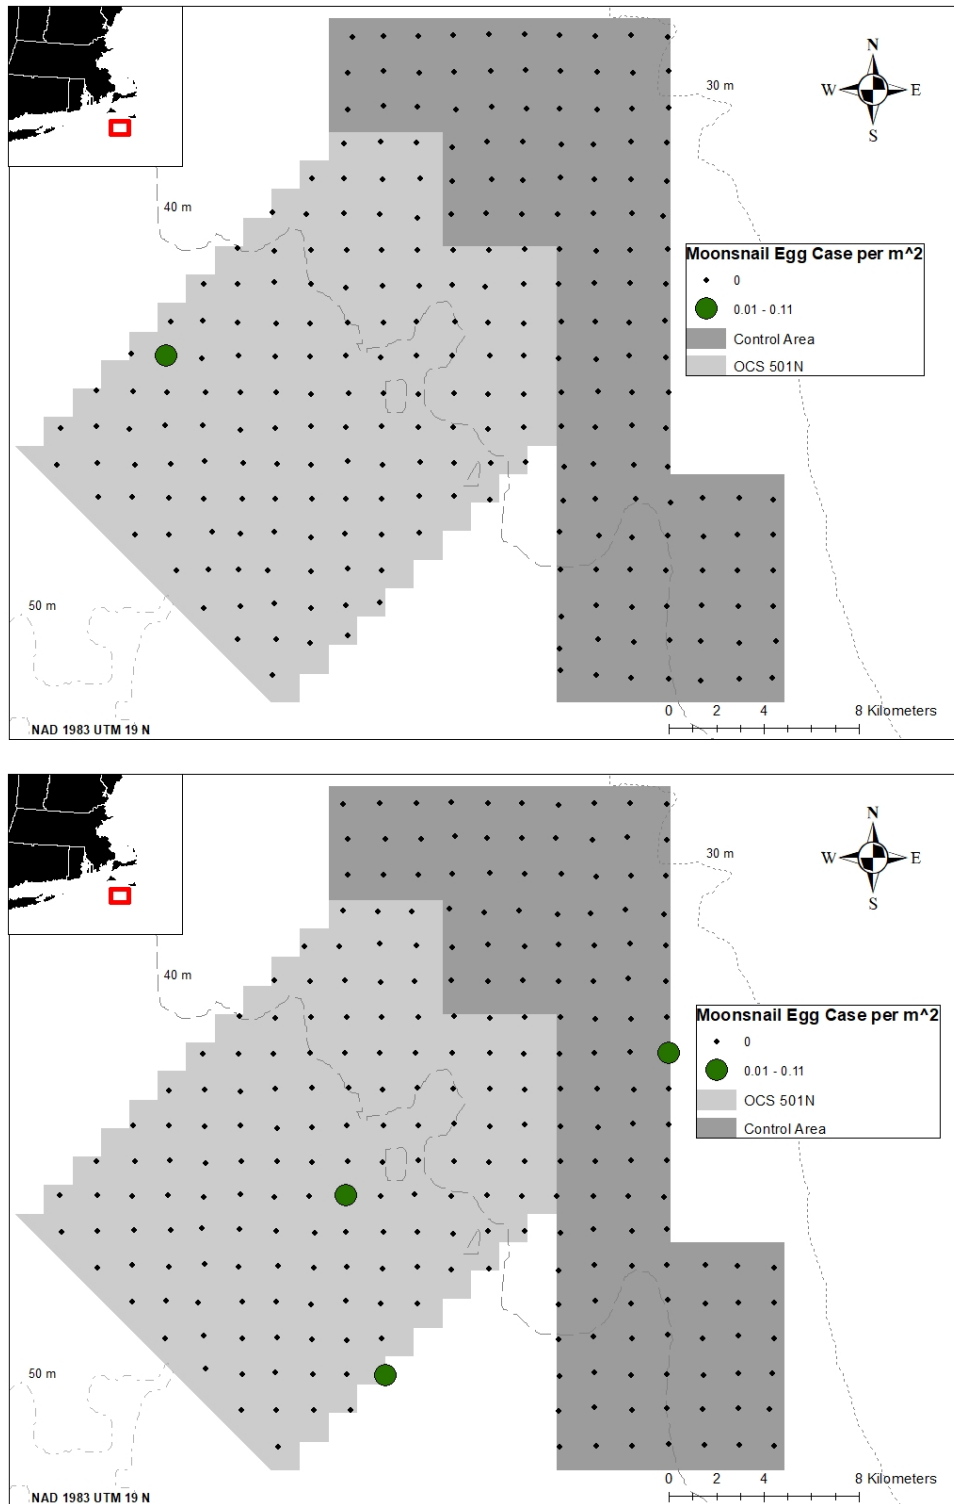 N
W E
S
30 m
40 m
Moonsnail Egg Case per m^2
0
0.01 - 0.11
Control Area
OCS 501N
50 m
0 2 4 8 Kilometers
NAD 1983 UTM 19 N
N
W E
S
30 m
40 m
Moonsnail Egg Case per m^2
0
0.01 - 0.11
OCS 501N
Control Area
50 m
0 2 4 8 Kilometers
NAD 1983 UTM 19 N